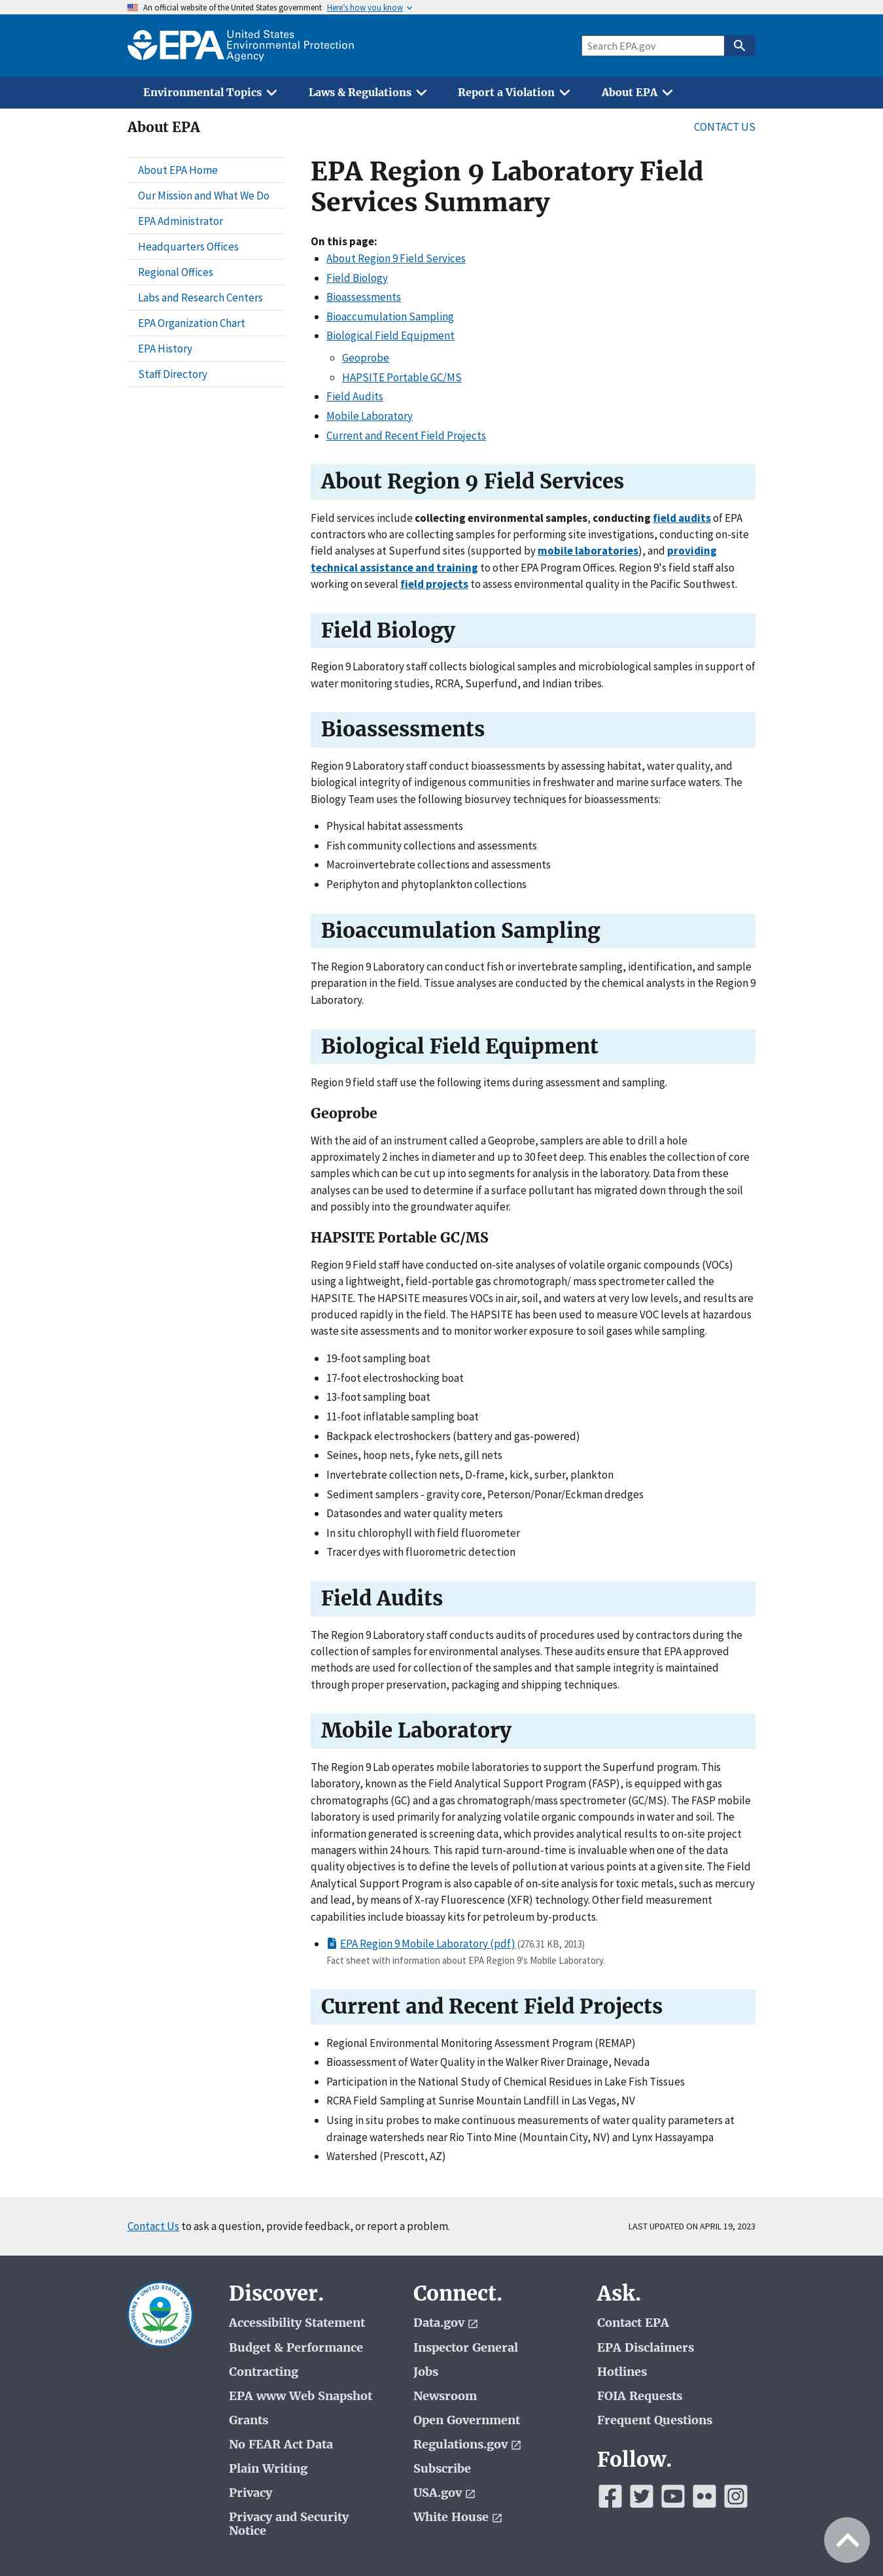 An official website of the United States government Here's how you know
EPA United States
Environmental Protection
Agency
Search EPA.gov
Environmental Topics Laws & Regulations Report a Violation About EPA
About EPA CONTACT US
About EPA Home
Our Mission and What We Do
EPA Administrator
Headquarters Offices
Regional Offices
Labs and Research Centers
EPA Organization Chart
EPA History
Staff Directory
EPA Region 9 Laboratory Field
Services Summary
On this page:
About Region 9 Field Services
Field Biology
Bioassessments
Bioaccumulation Sampling
Biological Field Equipment
Geoprobe
HAPSITE Portable GC/MS
Field Audits
Mobile Laboratory
Current and Recent Field Projects
About Region 9 Field Services
Field services include collecting environmental samples, conducting field audits of EPA
contractors who are collecting samples for performing site investigations, conducting on-site
field analyses at Superfund sites (supported by mobile laboratories), and providing
technical assistance and training to other EPA Program Offices. Region 9's field staff also
working on several field projects to assess environmental quality in the Pacific Southwest.
Field Biology
Region 9 Laboratory staff collects biological samples and microbiological samples in support of
water monitoring studies, RCRA, Superfund, and Indian tribes.
Bioassessments
Region 9 Laboratory staff conduct bioassessments by assessing habitat, water quality, and
biological integrity of indigenous communities in freshwater and marine surface waters. The
Biology Team uses the following biosurvey techniques for bioassessments:
Physical habitat assessments
Fish community collections and assessments
Macroinvertebrate collections and assessments
Periphyton and phytoplankton collections
Bioaccumulation Sampling
The Region 9 Laboratory can conduct fish or invertebrate sampling, identification, and sample
preparation in the field. Tissue analyses are conducted by the chemical analysts in the Region 9
Laboratory.
Biological Field Equipment
Region 9 field staff use the following items during assessment and sampling.
Geoprobe
With the aid of an instrument called a Geoprobe, samplers are able to drill a hole
approximately 2 inches in diameter and up to 30 feet deep. This enables the collection of core
samples which can be cut up into segments for analysis in the laboratory. Data from these
analyses can be used to determine if a surface pollutant has migrated down through the soil
and possibly into the groundwater aquifer.
HAPSITE Portable GC/MS
Region 9 Field staff have conducted on-site analyses of volatile organic compounds (VOCs)
using a lightweight, field-portable gas chromatograph/ mass spectrometer called the
HAPSITE. The HAPSITE measures VOCs in air, soil, and waters at very low levels, and results are
produced rapidly in the field. The HAPSITE has been used to measure VOC levels at hazardous
waste site assessments and to monitor worker exposure to soil gases while sampling.
19-foot sampling boat
17-foot electroshocking boat
13-foot sampling boat
11-foot inflatable sampling boat
Backpack electroshockers (battery and gas-powered)
Seines, hoop nets, fyke nets, gill nets
Invertebrate collection nets, D-frame, kick, surber, plankton
Sediment samplers - gravity core, Peterson/Ponar/Eckman dredges
Datasondes and water quality meters
In situ chlorophyll with field fluorometer
Tracer dyes with fluorometric detection
Field Audits
The Region 9 Laboratory staff conducts audits of procedures used by contractors during the
collection of samples for environmental analyses. These audits ensure that EPA approved
methods are used for collection of the samples and that sample integrity is maintained
through proper preservation, packaging and shipping techniques.
Mobile Laboratory
The Region 9 Lab operates mobile laboratories to support the Superfund program. This
laboratory, known as the Field Analytical Support Program (FASP), is equipped with gas
chromatographs (GC) and a gas chromatograph/mass spectrometer (GC/MS). The FASP mobile
laboratory is used primarily for analyzing volatile organic compounds in water and soil. The
information generated is screening data, which provides analytical results to on-site project
managers within 24 hours. This rapid turn-around-time is invaluable when one of the data
quality objectives is to define the levels of pollution at various points at a given site. The Field
Analytical Support Program is also capable of on-site analysis for toxic metals, such as mercury
and lead, by means of X-ray Fluorescence (XFR) technology. Other field measurement
capabilities include bioassay kits for petroleum by-products.
EPA Region 9 Mobile Laboratory (pdf) (276.31 KB, 2013)
Fact sheet with information about EPA Region 9's Mobile Laboratory.
Current and Recent Field Projects
Regional Environmental Monitoring Assessment Program (REMAP)
Bioassessment of Water Quality in the Walker River Drainage, Nevada
Participation in the National Study of Chemical Residues in Lake Fish Tissues
RCRA Field Sampling at Sunrise Mountain Landfill in Las Vegas, NV
Using in situ probes to make continuous measurements of water quality parameters at
drainage watersheds near Rio Tinto Mine (Mountain City, NV) and Lynx Hassayampa
Watershed (Prescott, AZ)
Contact Us to ask a question, provide feedback, or report a problem. LAST UPDATED ON APRIL 19, 2023
UNITED STATES
ENVIRONMENTAL PROTECTION AGENCY
Discover.
Accessibility Statement
Budget & Performance
Contracting
EPA www Web Snapshot
Grants
No FEAR Act Data
Plain Writing
Privacy
Privacy and Security
Notice
Connect.
Data.gov
Inspector General
Jobs
Newsroom
Open Government
Regulations.gov
Subscribe
USA.gov
White House
Ask.
Contact EPA
EPA Disclaimers
Hotlines
FOIA Requests
Frequent Questions
Follow.